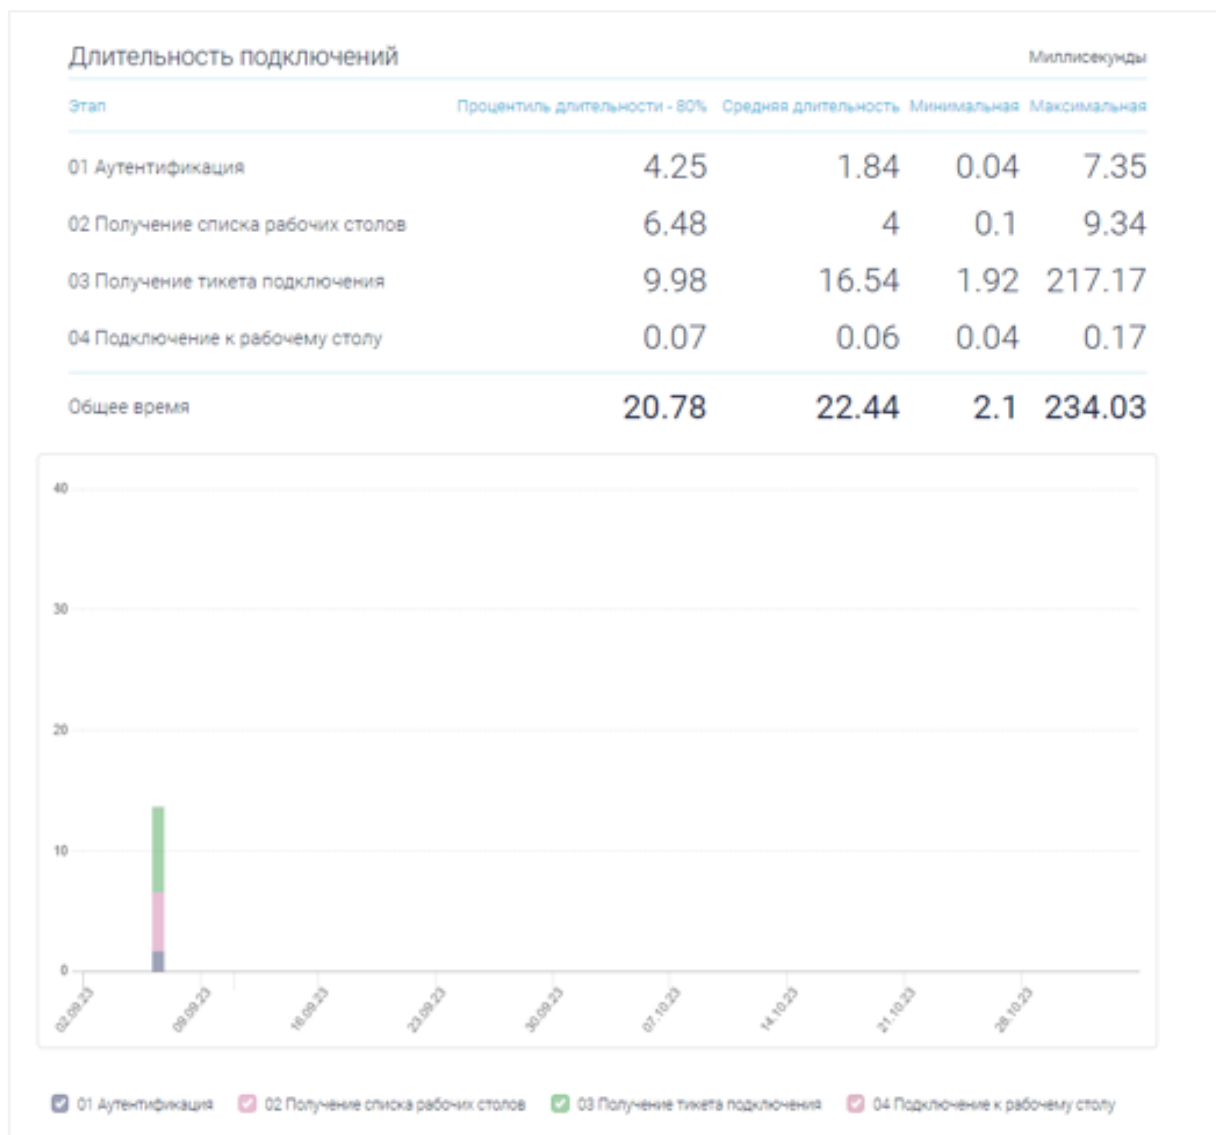 Длительность подключений Миллисекунды
Этап Процентиль длительности - 80% Средняя длительность Минимальная Максимальная
01 Аутентификация 4.25 1.84 0.04 7.35
02 Получение списка рабочих столов 6.48 4 0.1 9.34
03 Получение тикета подключения 9.98 16.54 1.92 217.17
04 Подключение к рабочему столу 0.07 0.06 0.04 0.17
Общее время 20.78 22.44 2.1 234.03
40
30
20
10
0
02.09.23 09.09.23 16.09.23 23.09.23 30.09.23 07.10.23 14.10.23 21.10.23 28.10.23
01 Аутентификация 02 Получение списка рабочих столов 03 Получение тикета подключения 04 Подключение к рабочему столу